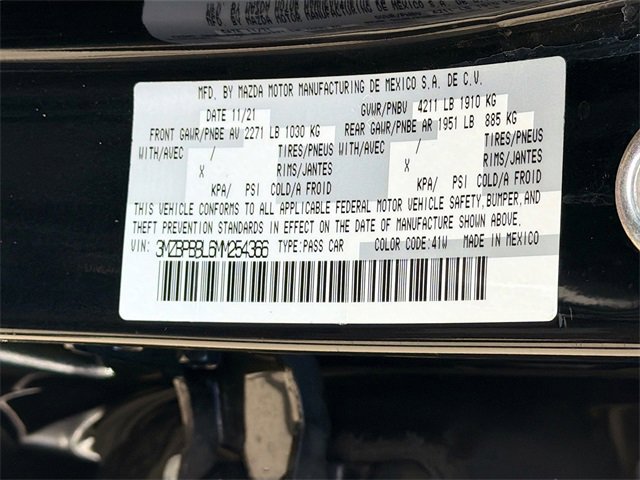 MFD. BY MAZDA MOTOR MANUFACTURING DE MEXICO S.A. DE C.V.
DATE 11/21 GVWR/PNBV 4211 LB 1910 KG
FRONT GAWR/PNBE AV 2271 LB 1030 KG REAR GAWR/PNBE AR 1951 LB 885 KG
WITH/AVEC / TIRES/PNEUS WITH/AVEC / TIRES/PNEUS
X RIMS/JANTES X RIMS/JANTES
KPA/ PSI COLD/A FROID KPA/ PSI COLD/A FROID
THIS VEHICLE CONFORMS TO ALL APPLICABLE FEDERAL MOTOR VEHICLE SAFETY, BUMPER, AND
THEFT PREVENTION STANDARDS IN EFFECT ON THE DATE OF MANUFACTURE SHOWN ABOVE.
VIN: TYPE: PASS CAR COLOR CODE: 41W MADE IN MEXICO